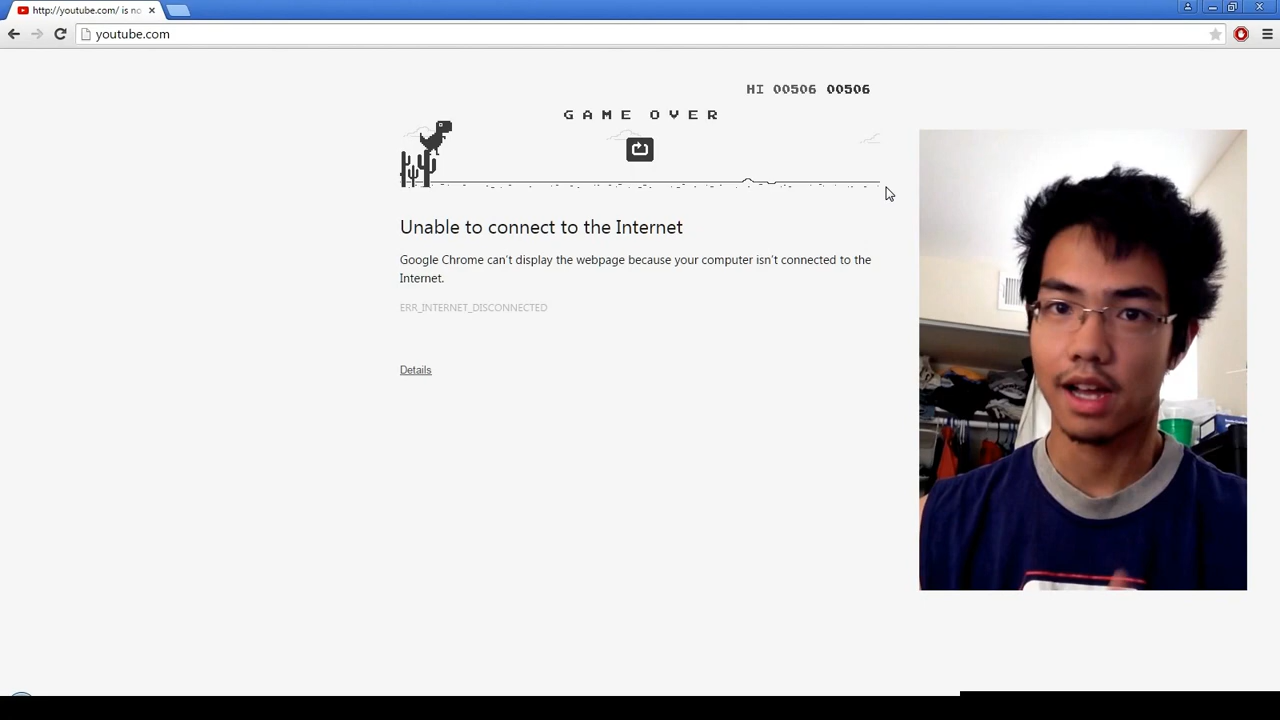 http://youtube.com/ is no
youtube.com
HI 00506 00506
GAME OVER
Unable to connect to the Internet
Google Chrome can't display the webpage because your computer isn't connected to the
Internet.
ERR_INTERNET_DISCONNECTED
Details